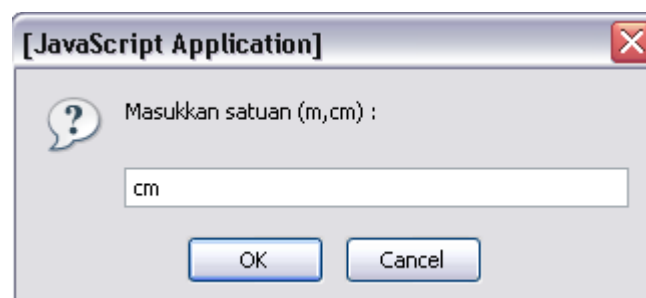 [JavaScript Application]
Masukkan satuan (m,cm) :
cm
OK Cancel